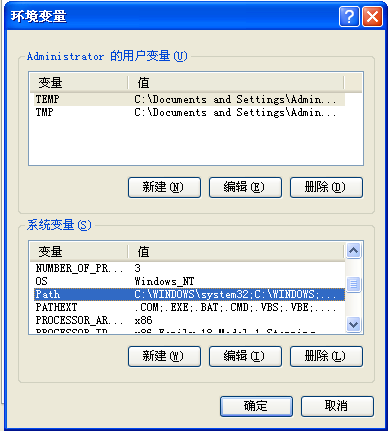 环境变量
Administrator 的用户变量(U)
变量 值
TEMP C:\Documents and Settings\Admin...
TMP C:\Documents and Settings\Admin...
新建(N) 编辑(E) 删除(D)
系统变量(S)
变量 值
NUMBER_OF_PR... 3
OS Windows_NT
Path C:\WINDOWS\system32;C:\WINDOWS;...
PATHEXT .COM;.EXE;.BAT;.CMD;.VBS;.VBE;....
PROCESSOR_AR... x86
新建(W) 编辑(I) 删除(L)
确定 取消